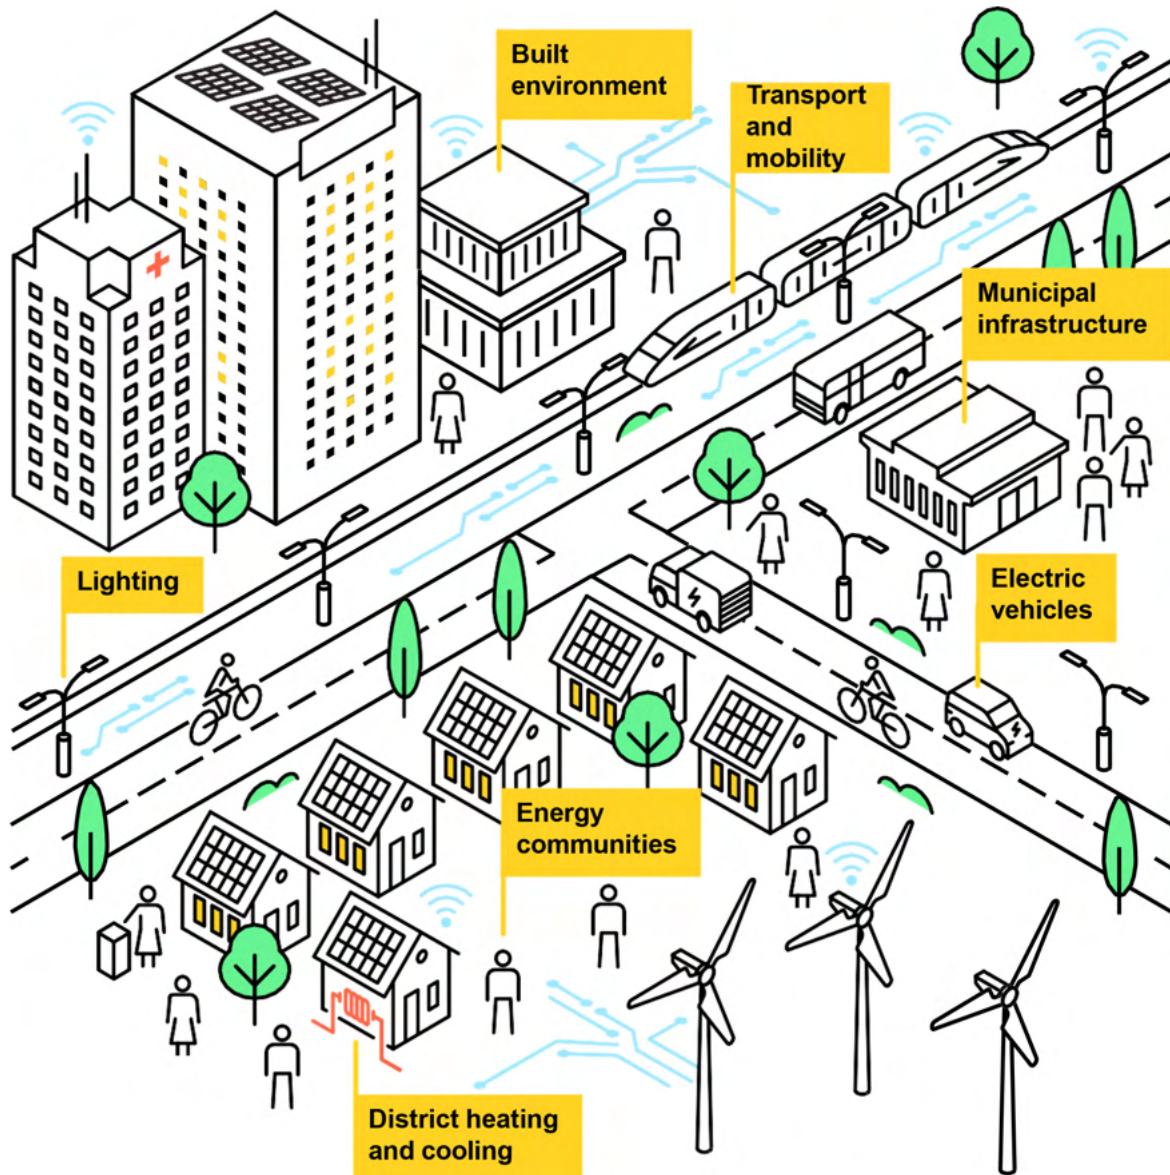 Built
environment
Transport
and
mobility
Municipal
infrastructure
Lighting
Electric
vehicles
Energy
communities
District heating
and cooling